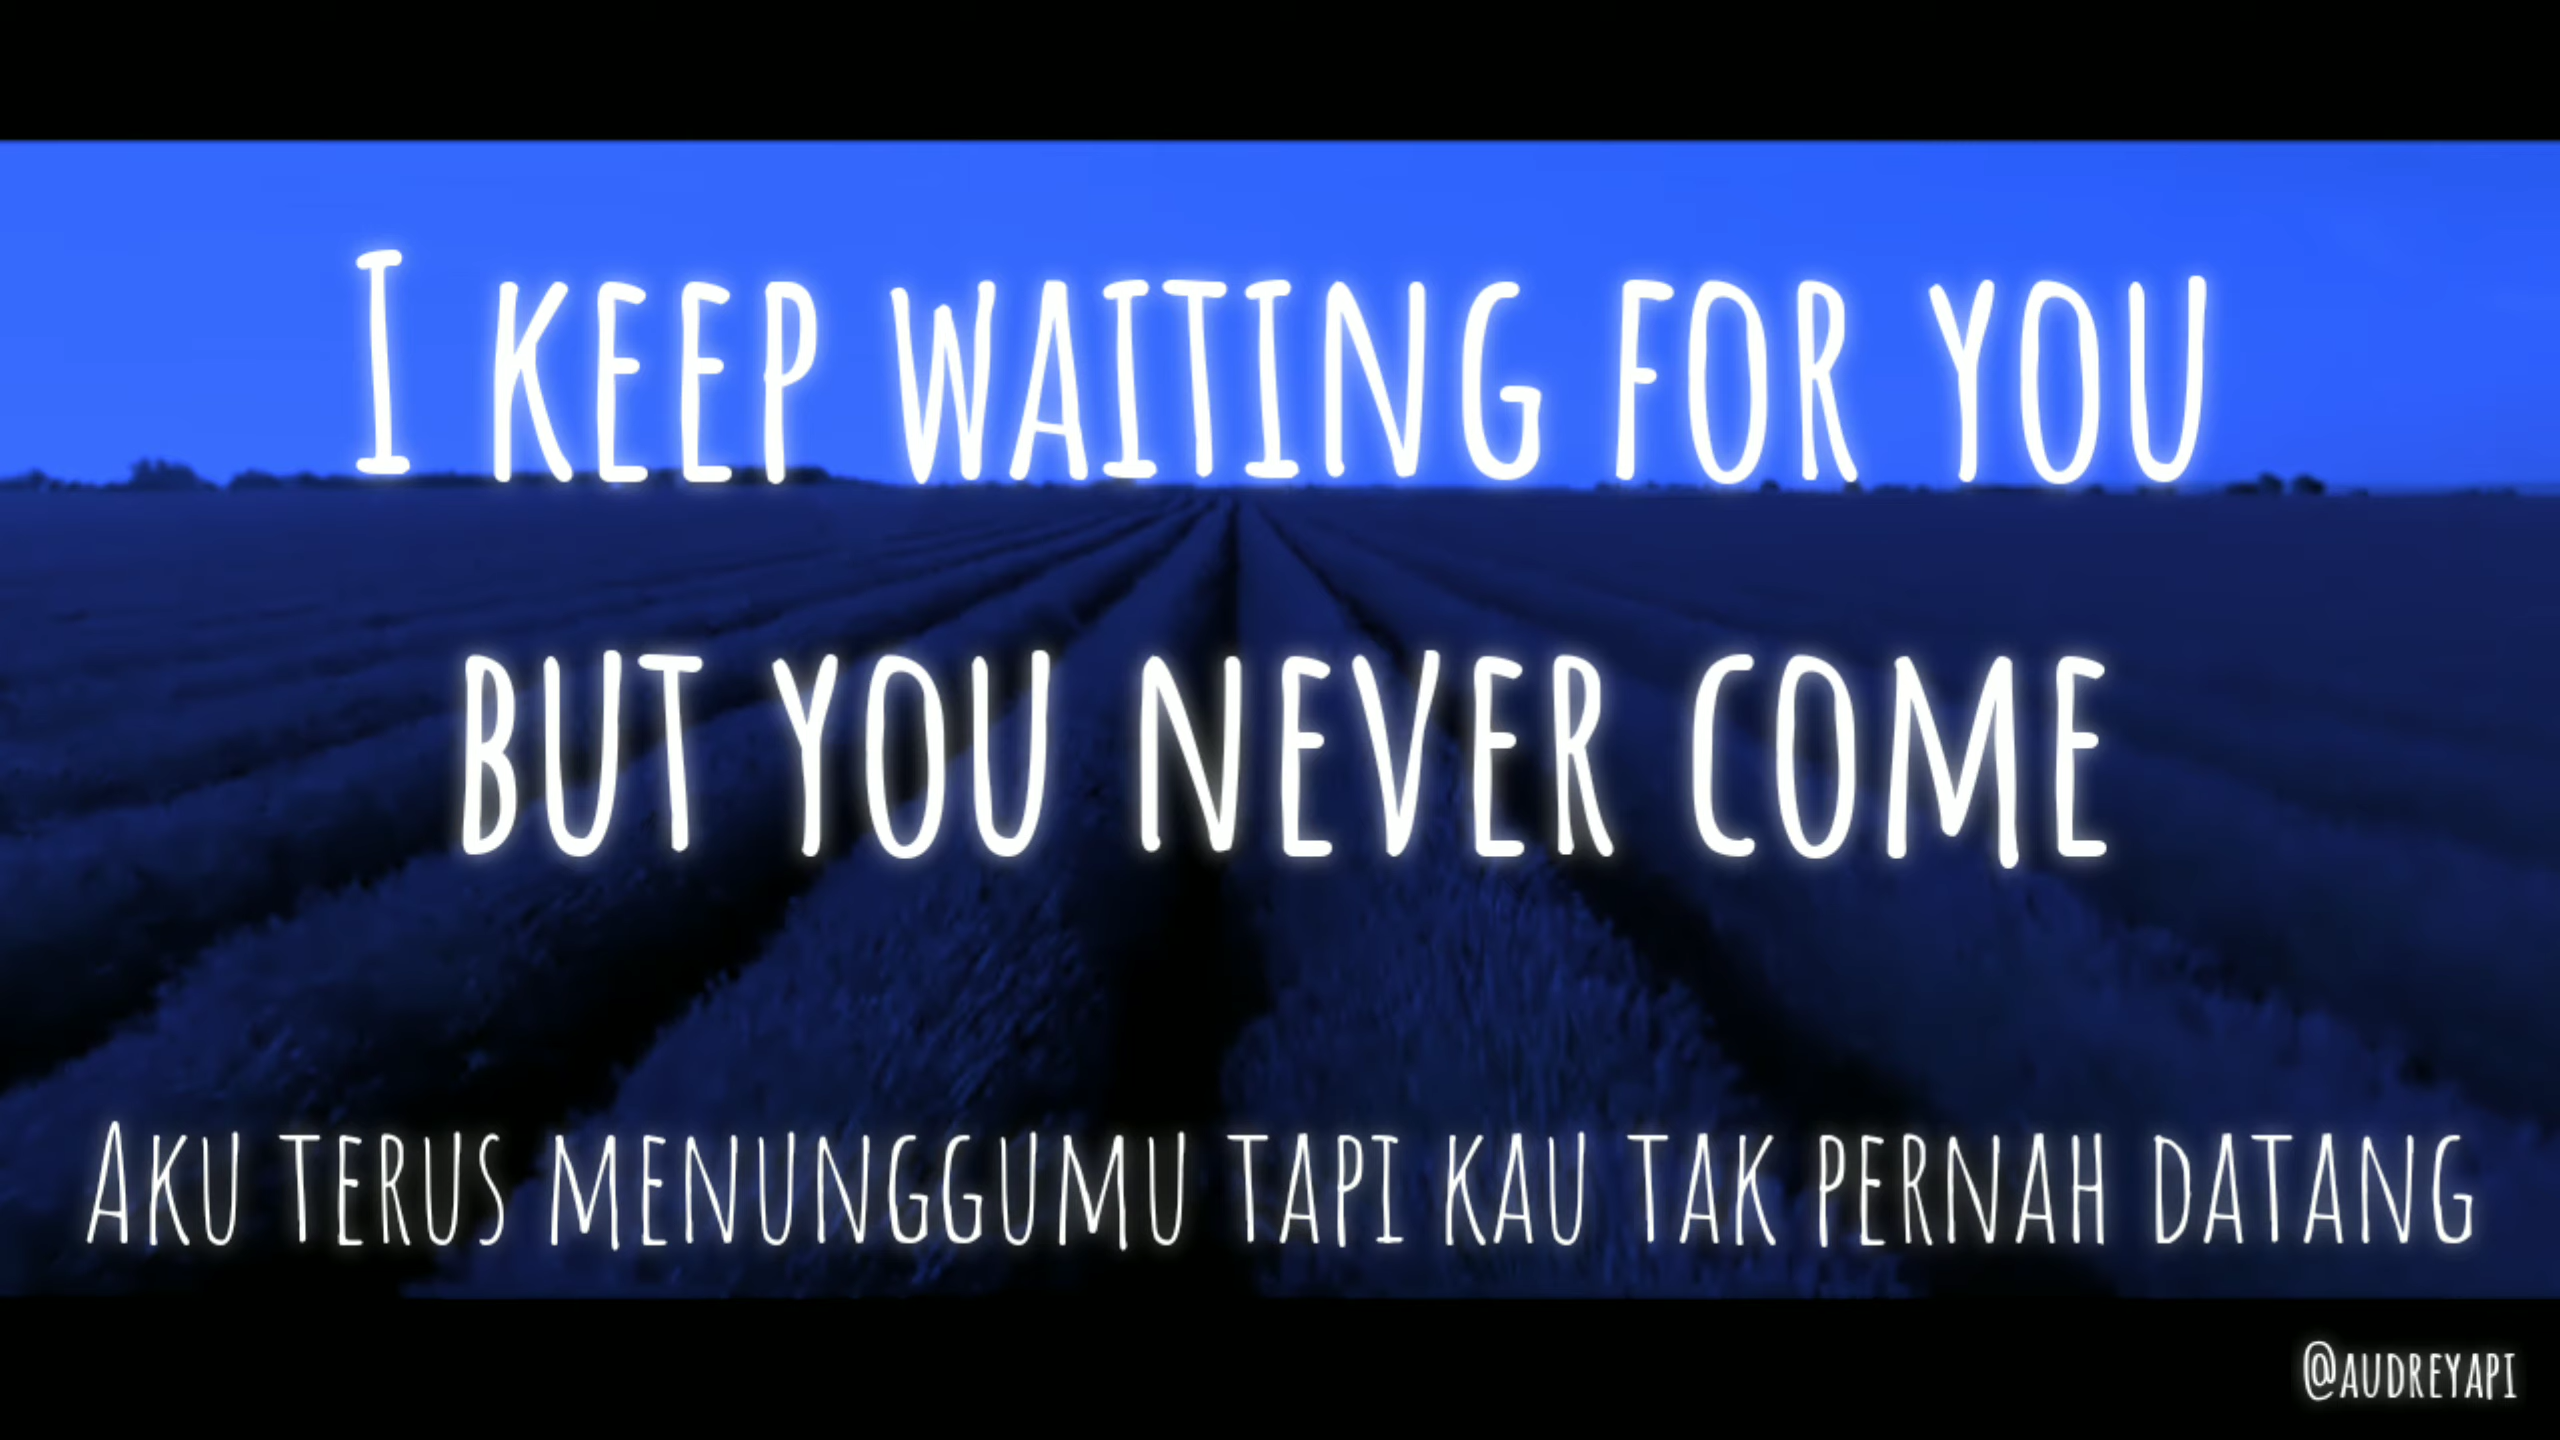 I KEEP WAITING FOR YOU
BUT YOU NEVER COME
AKU TERUS MENUNGGUMU TAPI KAU TAK PERNAH DATANG
@AUDREYAPI